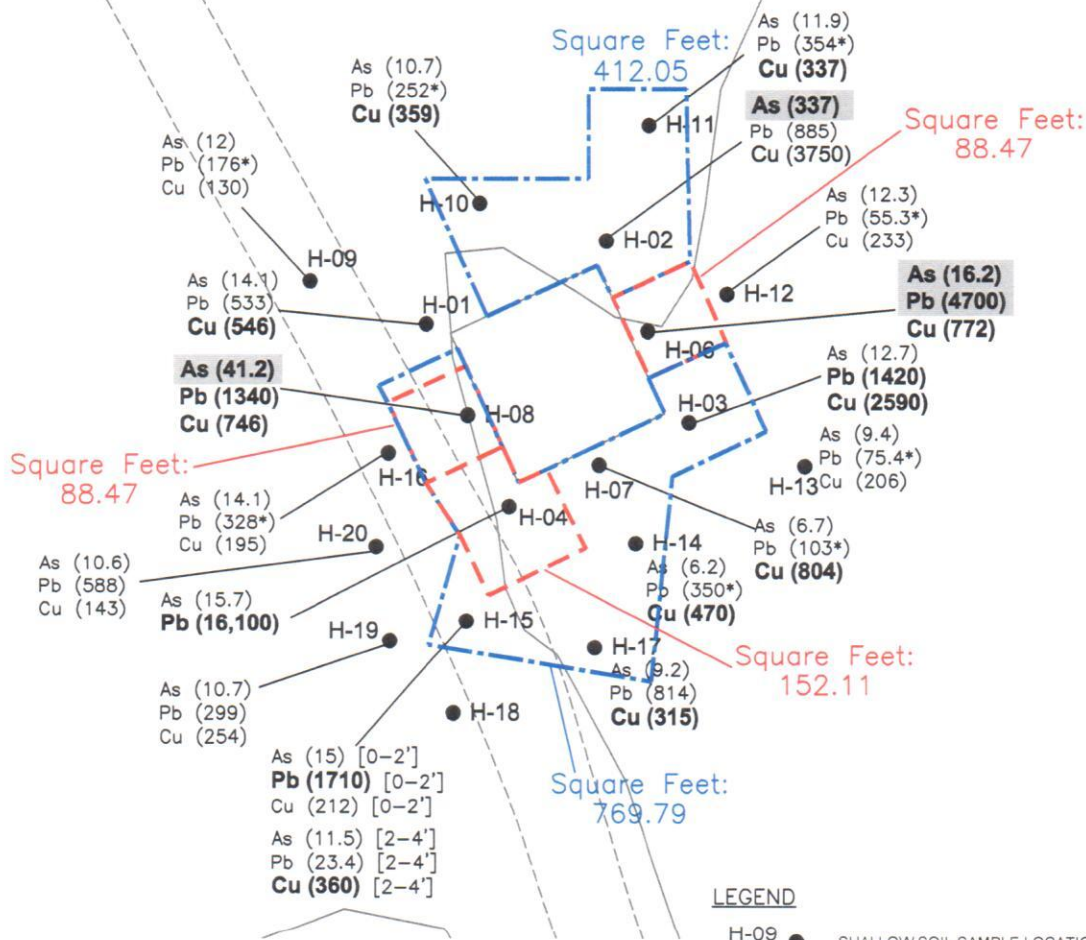 As (11.9)
Pb (354*)
Cu (337)
Square Feet:
412.05
As (10.7)
Pb (252*)
Cu (359)
H-11
As (337)
Pb (885)
Cu (3750)
Square Feet:
88.47
As (12)
Pb (176*)
Cu (130)
H-10
As (12.3)
Pb (55.3*)
Cu (233)
H-02
H-09
H-12
As (14.1)
Pb (533)
Cu (546)
H-01
As (16.2)
Pb (4700)
Cu (772)
H-06
As (41.2)
Pb (1340)
Cu (746)
H-08
As (12.7)
Pb (1420)
Cu (2590)
H-03
Square Feet:
88.47
H-16
H-07
As (9.4)
Pb (75.4*)
Cu (206)
H-13
As (14.1)
Pb (328*)
Cu (195)
H-04
As (6.7)
Pb (103*)
Cu (804)
H-20
H-14
As (10.6)
Pb (588)
Cu (143)
As (15.7)
Pb (16,100)
As (6.2)
Pb (350*)
Cu (470)
H-19
H-15
H-17
Square Feet:
152.11
As (9.2)
Pb (814)
Cu (315)
As (10.7)
Pb (299)
Cu (254)
H-18
As (15) [0-2']
Pb (1710) [0-2']
Cu (212) [0-2']
As (11.5) [2-4']
Pb (23.4) [2-4']
Cu (360) [2-4']
Square Feet:
769.79
LEGEND
H-09
SHALLOW SOIL SAMPLE